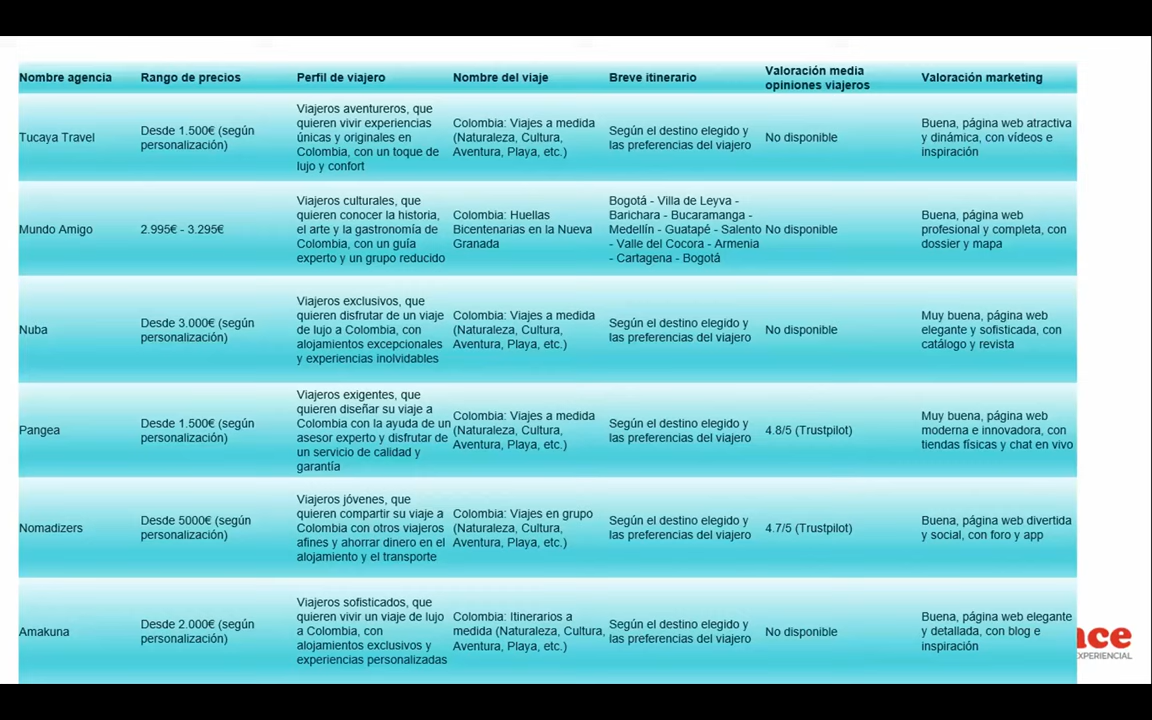 Nombre agencia
Rango de precios
Perfil de viajero
Nombre del viaje
Breve itinerario
Valoración media
opiniones viajeros
Valoración marketing
Tucaya Travel
Desde 1.500€ (según
personalización)
Viajeros aventureros, que
quieren vivir experiencias
únicas y originales en
Colombia, con un toque de
lujo y confort
Colombia: Viajes a medida
(Naturaleza, Cultura,
Aventura, Playa, etc.)
Según el destino elegido y
las preferencias del viajero
No disponible
Buena, página web atractiva
y dinámica, con vídeos e
inspiración
Mundo Amigo
2.995€ - 3.295€
Viajeros culturales, que
quieren conocer la historia,
el arte y la gastronomía de
Colombia, con un guía
experto y un grupo reducido
Colombia: Huellas
Bicentenarias en la Nueva
Granada
Bogotá - Villa de Leyva -
Barichara - Bucaramanga -
Medellín - Guatapé - Salento
- Valle del Cocora - Armenia
- Cartagena - Bogotá
No disponible
Buena, página web
profesional y completa, con
dossier y mapa
Nuba
Desde 3.000€ (según
personalización)
Viajeros exclusivos, que
quieren disfrutar de un viaje
de lujo a Colombia, con
alojamientos excepcionales
y experiencias inolvidables
Colombia: Viajes a medida
(Naturaleza, Cultura,
Aventura, Playa, etc.)
Según el destino elegido y
las preferencias del viajero
No disponible
Muy buena, página web
elegante y sofisticada, con
catálogo y revista
Pangea
Desde 1.500€ (según
personalización)
Viajeros exigentes, que
quieren diseñar su viaje a
Colombia con la ayuda de un
asesor experto y disfrutar de
un servicio de calidad y
garantía
Colombia: Viajes a medida
(Naturaleza, Cultura,
Aventura, Playa, etc.)
Según el destino elegido y
las preferencias del viajero
4.8/5 (Trustpilot)
Muy buena, página web
moderna e innovadora, con
tiendas físicas y chat en vivo
Nomadizers
Desde 5000€ (según
personalización)
Viajeros jóvenes, que
quieren compartir su viaje a
Colombia con otros viajeros
afines y ahorrar dinero en el
alojamiento y el transporte
Colombia: Viajes en grupo
(Naturaleza, Cultura,
Aventura, Playa, etc.)
Según el destino elegido y
las preferencias del viajero
4.7/5 (Trustpilot)
Buena, página web divertida
y social, con foro y app
Amakuna
Desde 2.000€ (según
personalización)
Viajeros sofisticados, que
quieren vivir un viaje de lujo
a Colombia, con
alojamientos exclusivos y
experiencias personalizadas
Colombia: Itinerarios a
medida (Naturaleza, Cultura,
Aventura, Playa, etc.)
Según el destino elegido y
las preferencias del viajero
No disponible
Buena, página web elegante
y detallada, con blog e
inspiración